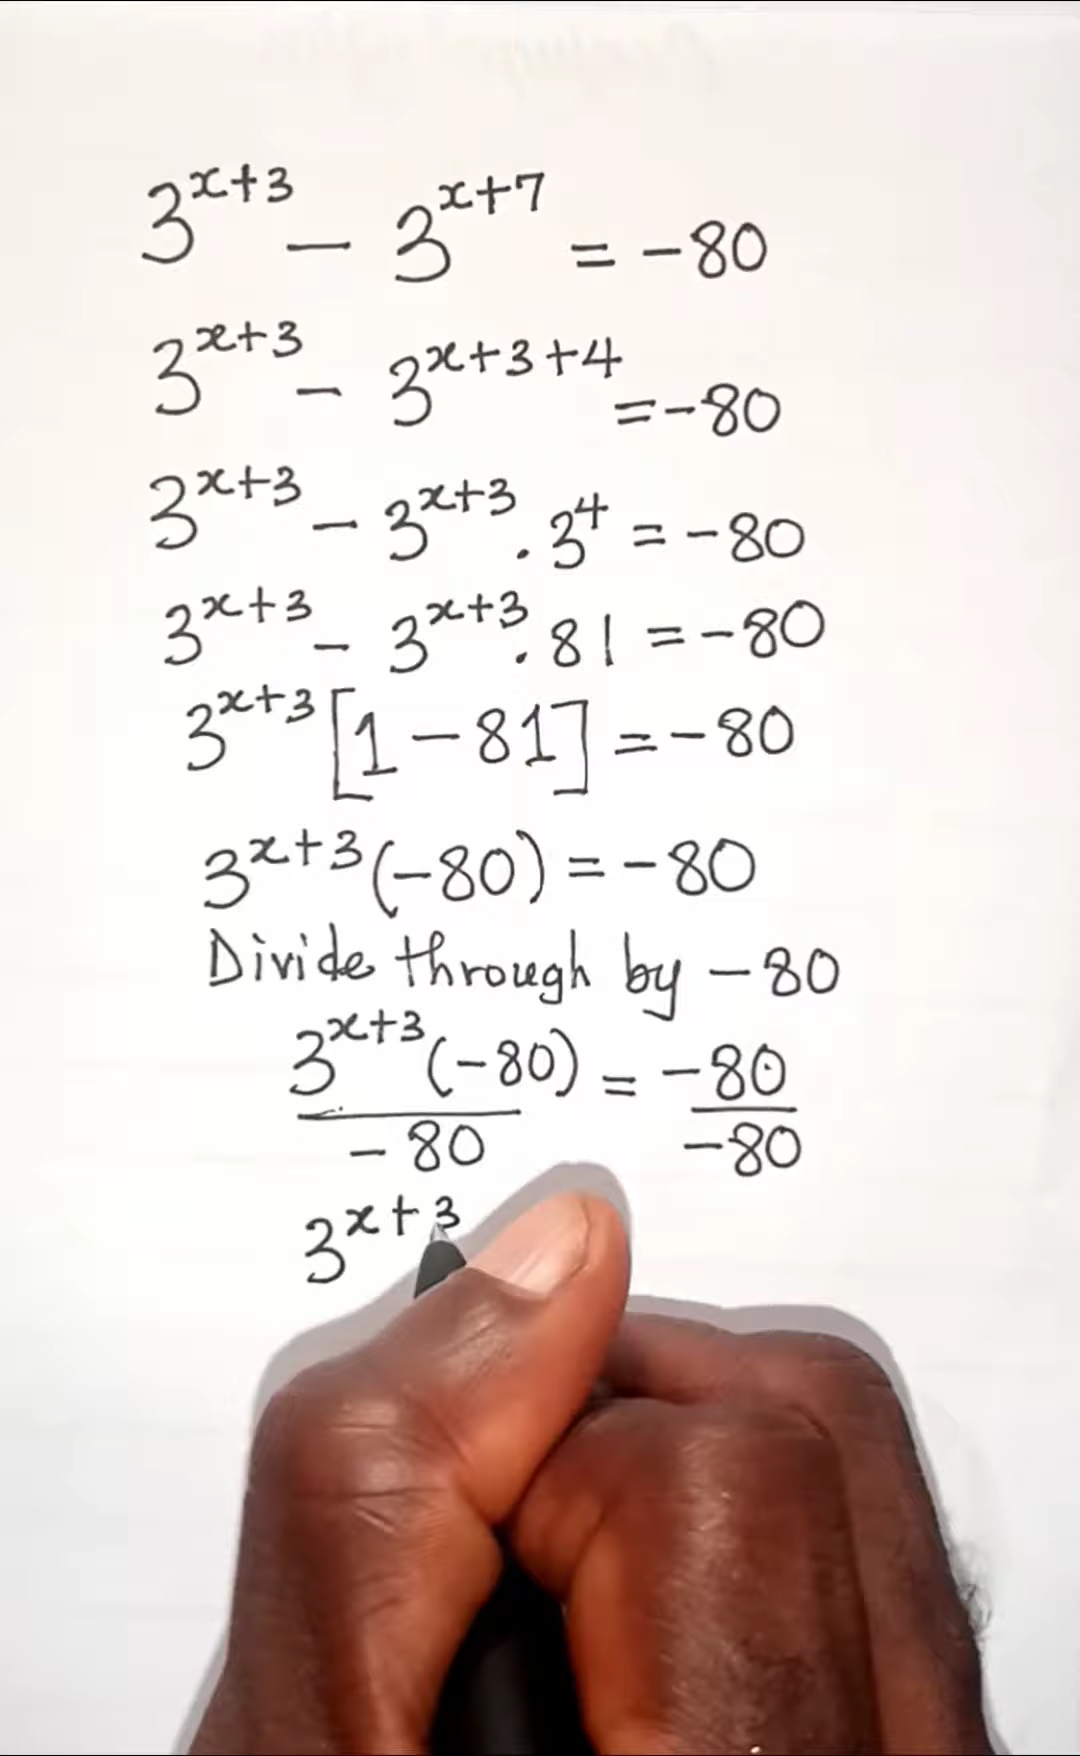 3^{x+3} - 3^{x+7} = -80
3^{x+3} - 3^{x+3+4} = -80
3^{x+3} - 3^{x+3} . 3^4 = -80
3^{x+3} - 3^{x+3} . 81 = -80
3^{x+3} [1 - 81] = -80
3^{x+3} (-80) = -80
Divide through by -80
3^{x+3} (-80) / -80 = -80 / -80
3^{x+3}